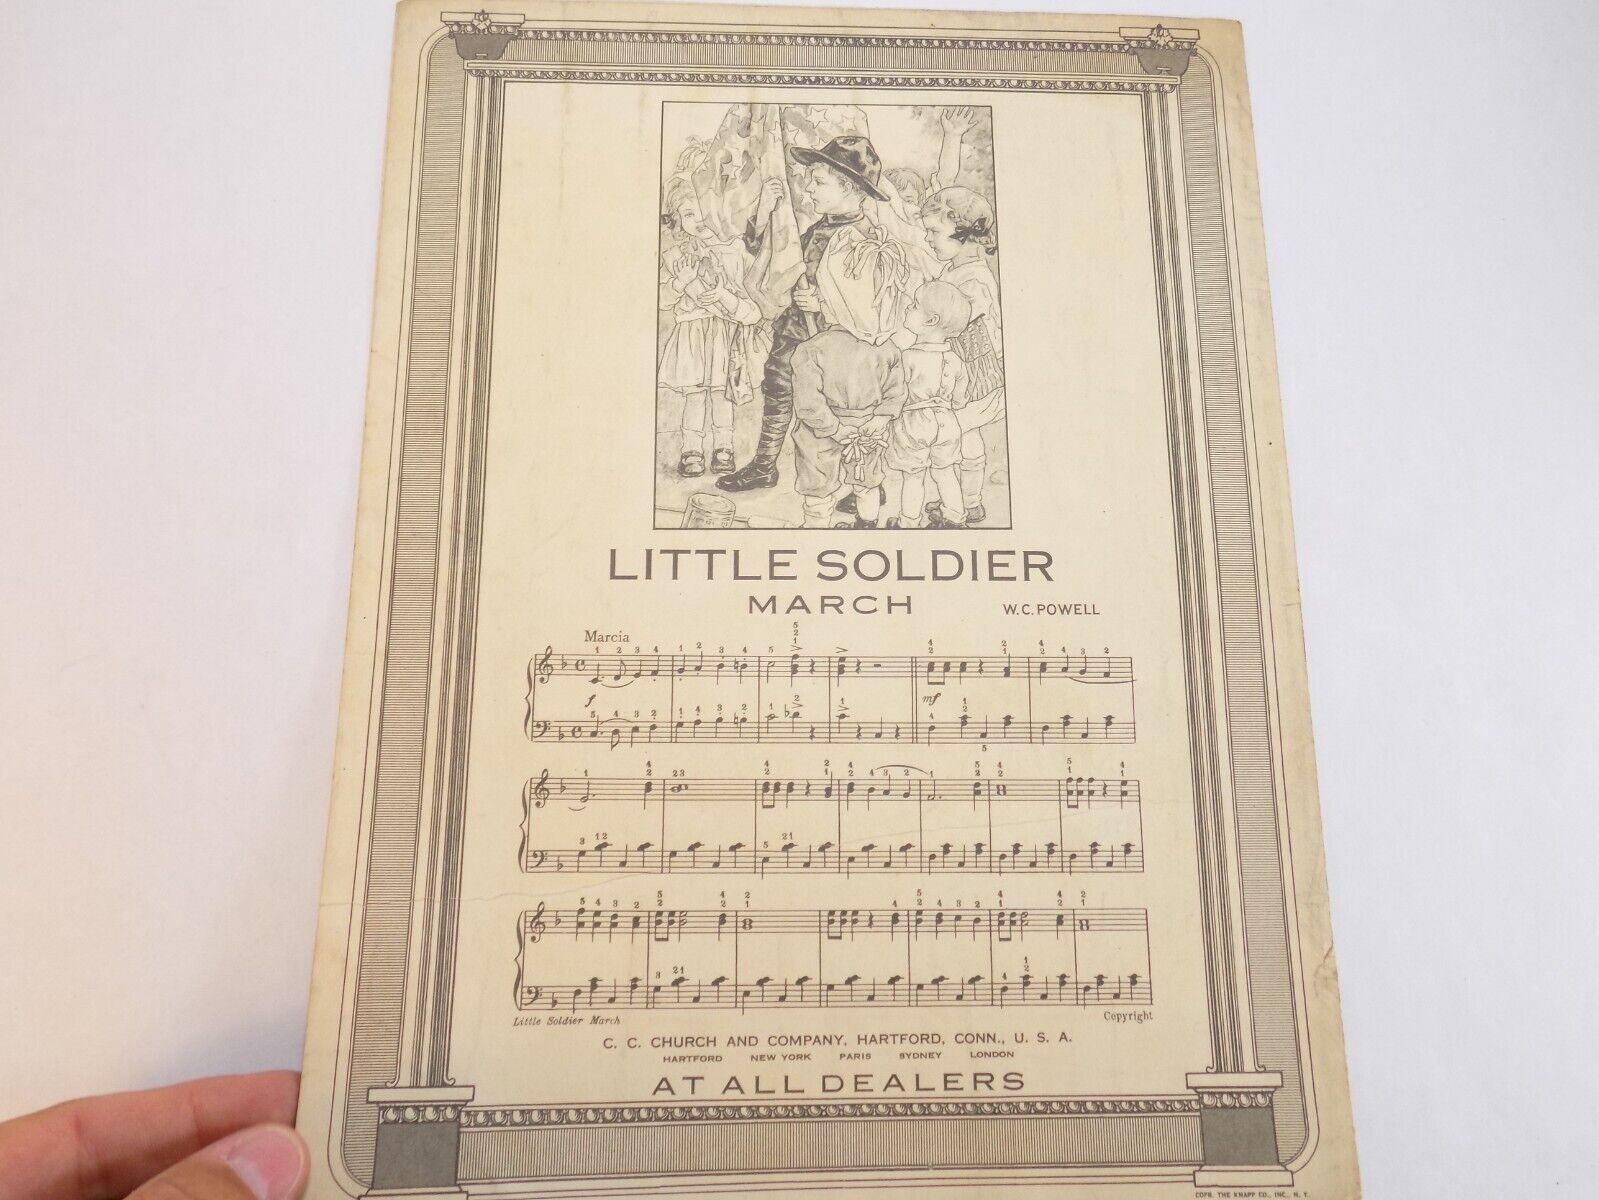 LITTLE SOLDIER
MARCH
W.C. POWELL
Marcia
f
mf
Little Soldier March
Copyright
C. C. CHURCH AND COMPANY, HARTFORD, CONN., U. S. A.
HARTFORD NEW YORK PARIS SYDNEY LONDON
AT ALL DEALERS
COPR. THE KNAPP CO., INC., N. Y.